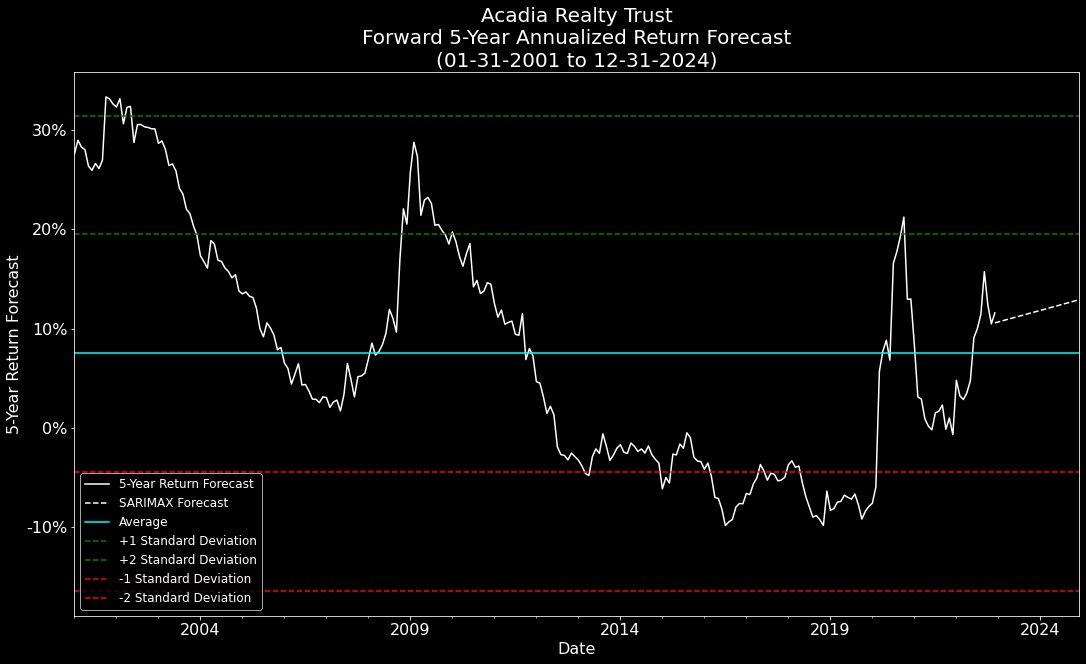 Acadia Realty Trust
Forward 5-Year Annualized Return Forecast
(01-31-2001 to 12-31-2024)
5-Year Return Forecast
30%
20%
10%
0%
-10%
5-Year Return Forecast
SARIMAX Forecast
Average
+1 Standard Deviation
+2 Standard Deviation
-1 Standard Deviation
-2 Standard Deviation
2004 2009 2014 2019 2024
Date